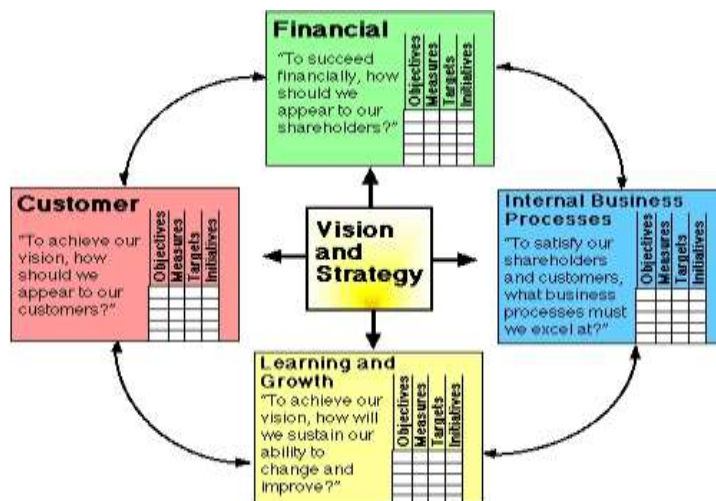 Financial
“To succeed
financially, how
should we
appear to our
shareholders?”
Objectives
Measures
Targets
Initiatives
Customer
“To achieve our
vision, how
should we
appear to our
customers?”
Objectives
Measures
Targets
Initiatives
Vision
and
Strategy
Internal Business
Processes
“To satisfy our
shareholders
and customers,
what business
processes must
we excel at?”
Objectives
Measures
Targets
Initiatives
Learning and
Growth
“To achieve our
vision, how will
we sustain our
ability to
change and
improve?”
Objectives
Measures
Targets
Initiatives